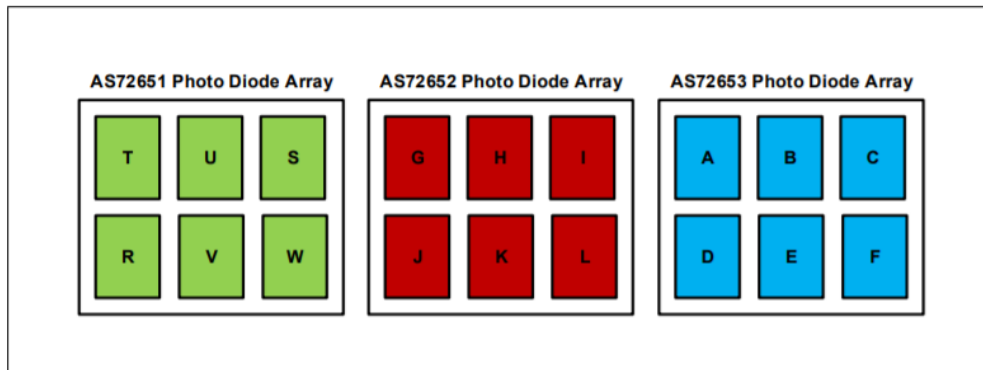 AS72651 Photo Diode Array AS72652 Photo Diode Array AS72653 Photo Diode Array
T U S G H I A B C
R V W J K L D E F